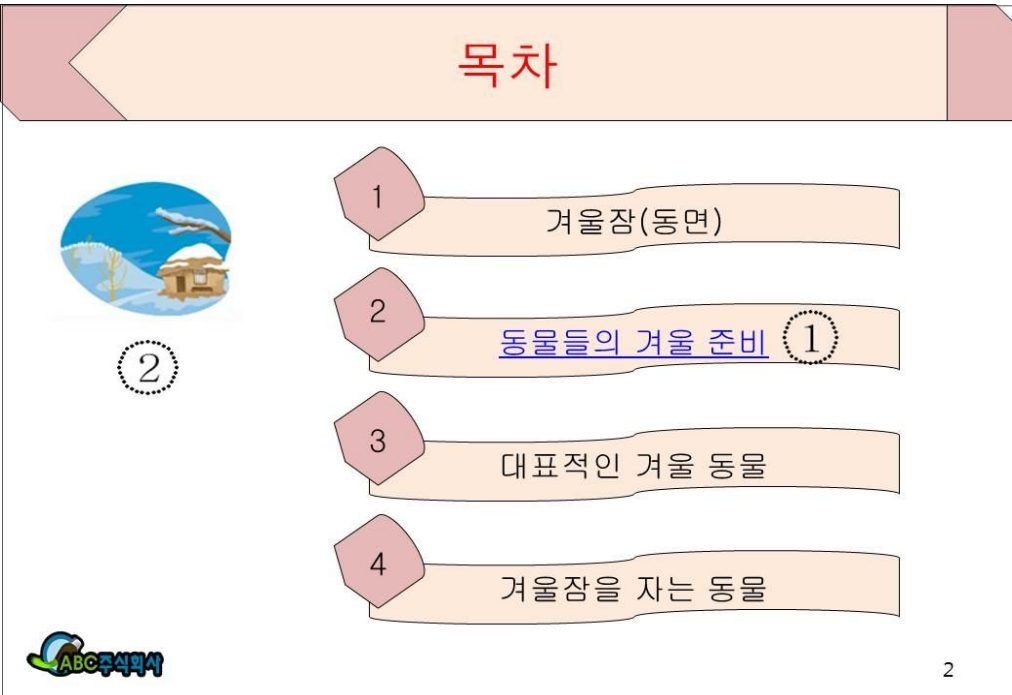 목차
1
겨울잠(동면)
2
동물들의 겨울 준비 ①
②
3
대표적인 겨울 동물
4
겨울잠을 자는 동물
ABC주식회사
2